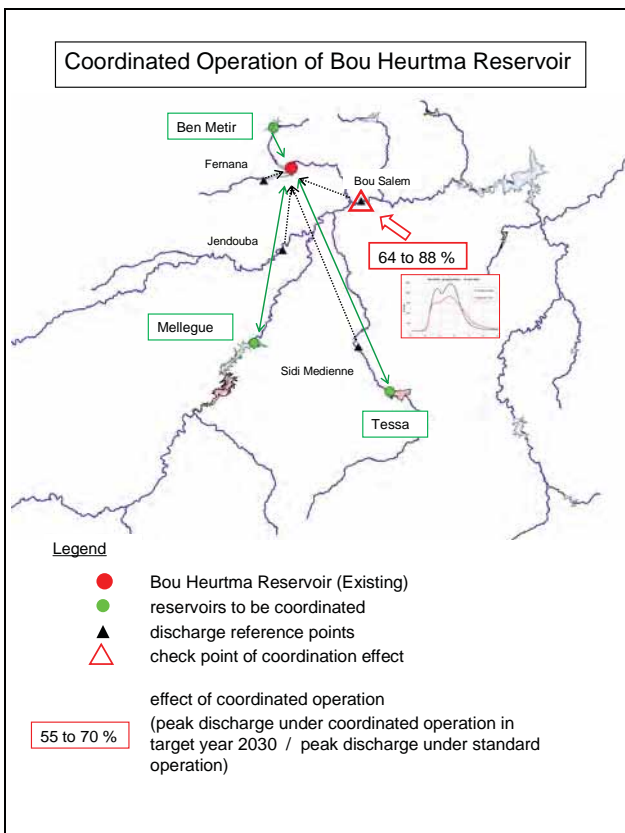 Coordinated Operation of Bou Heurtma Reservoir
Ben Metir
Fernana
Bou Salem
Jendouba
64 to 88 %
Mellegue
Sidi Medienne
Tessa
Legend
Bou Heurtma Reservoir (Existing)
reservoirs to be coordinated
discharge reference points
check point of coordination effect
effect of coordinated operation
55 to 70 %
(peak discharge under coordinated operation in
target year 2030 / peak discharge under standard
operation)